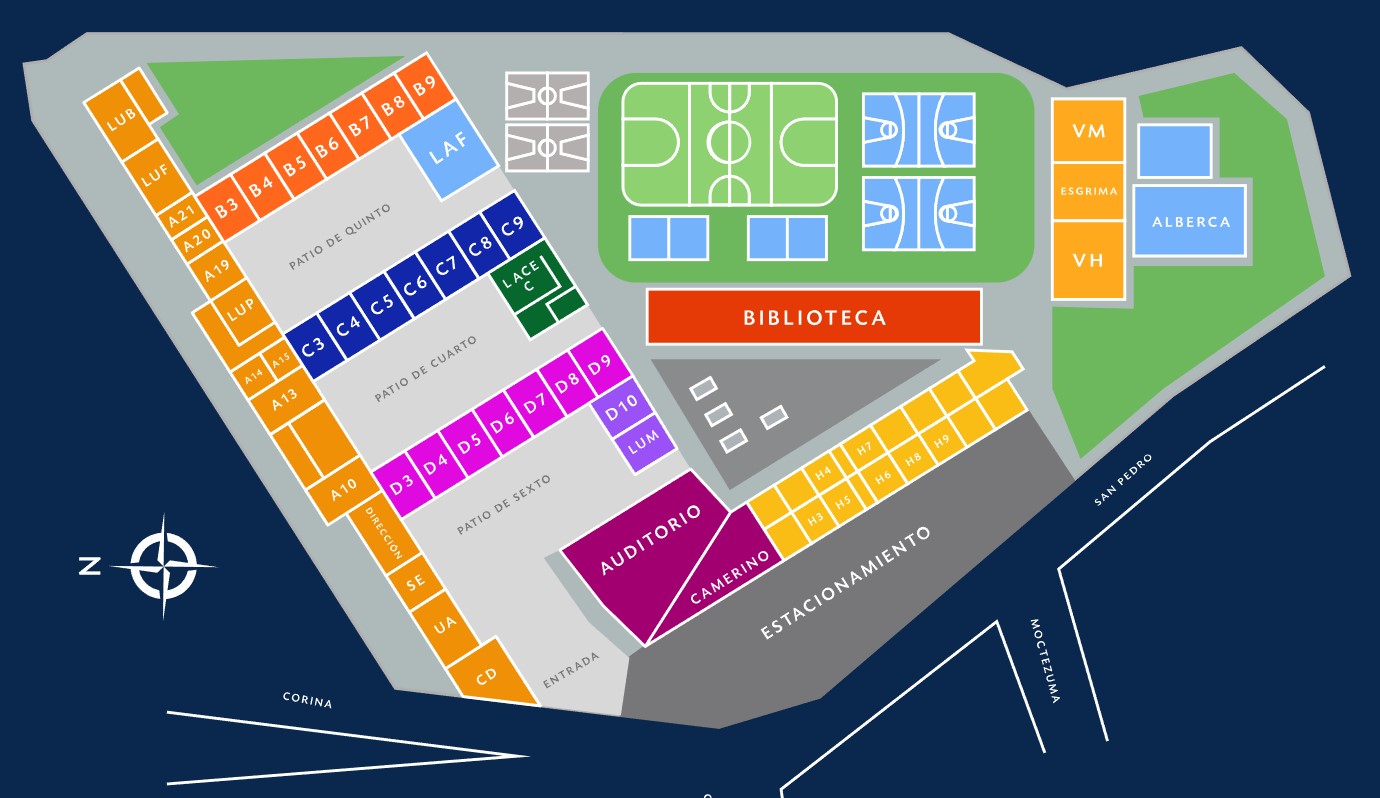 LUB
LUF
A21
A20
A19
LUP
A14
A15
A13
A10
DIRECCIÓN
SE
UA
CD
B3
B4
B5
B6
B7
B8
B9
LAF
PATIO DE QUINTO
C3
C4
C5
C6
C7
C8
C9
LACE
C
PATIO DE CUARTO
D3
D4
D5
D6
D7
D8
D9
D10
LUM
PATIO DE SEXTO
AUDITORIO
CAMERINO
ENTRADA
BIBLIOTECA
H3
H4
H5
H6
H7
H8
H9
ESTACIONAMIENTO
VM
ESGRIMA
VH
ALBERCA
N
CORINA
SAN PEDRO
MOCTEZUMA